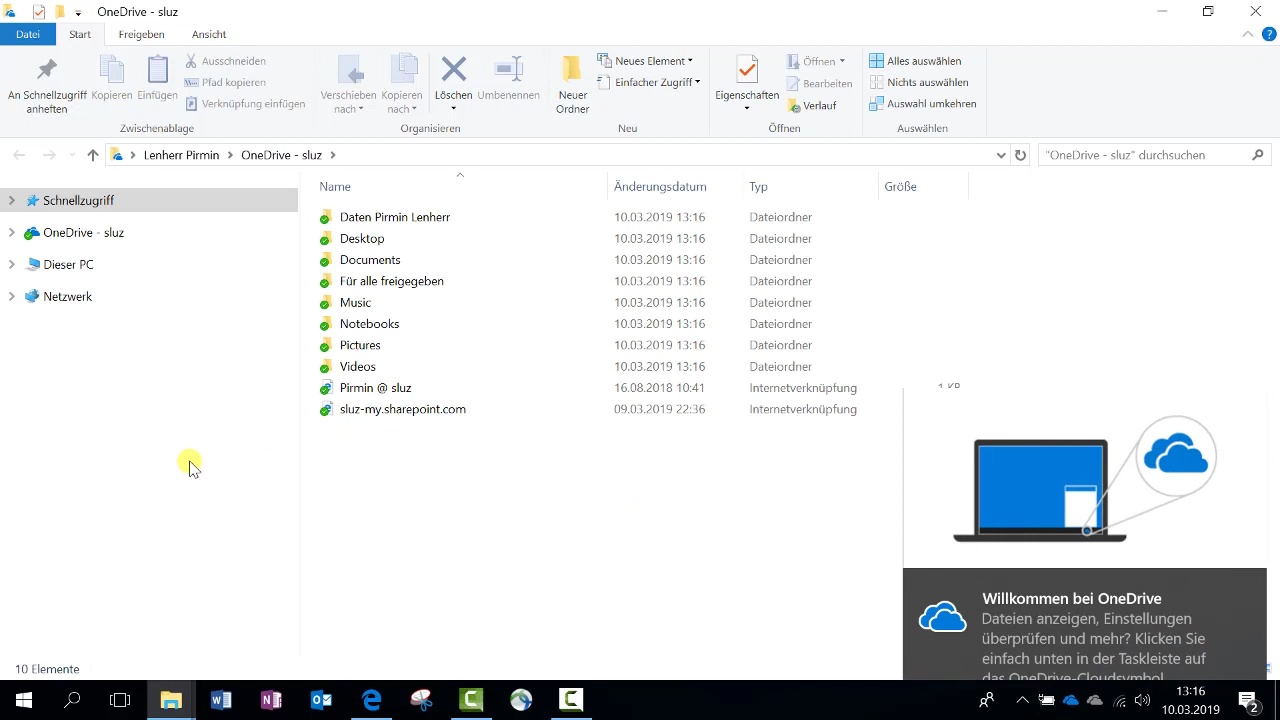 OneDrive - sluz
Datei Start Freigeben Ansicht
An Schnellzugriff anheften
Kopieren
Einfügen
Ausschneiden
Pfad kopieren
Verknüpfung einfügen
Zwischenablage
Verschieben nach
Kopieren nach
Löschen
Umbenennen
Organisieren
Neuer Ordner
Neues Element
Einfacher Zugriff
Neu
Eigenschaften
Öffnen
Bearbeiten
Verlauf
Öffnen
Alles auswählen
Nichts auswählen
Auswahl umkehren
Auswählen
Lenherr Pirmin OneDrive - sluz
"OneDrive - sluz" durchsuchen
Schnellzugriff
OneDrive - sluz
Dieser PC
Netzwerk
Name Änderungsdatum Typ Größe
Daten Pirmin Lenherr 10.03.2019 13:16 Dateiordner
Desktop 10.03.2019 13:16 Dateiordner
Documents 10.03.2019 13:16 Dateiordner
Für alle freigegeben 10.03.2019 13:16 Dateiordner
Music 10.03.2019 13:16 Dateiordner
Notebooks 10.03.2019 13:16 Dateiordner
Pictures 10.03.2019 13:16 Dateiordner
Videos 10.03.2019 13:16 Dateiordner
Pirmin @ sluz 16.08.2018 10:41 Internetverknüpfung 1 KB
sluz-my.sharepoint.com 09.03.2019 22:36 Internetverknüpfung
Willkommen bei OneDrive
Dateien anzeigen, Einstellungen
überprüfen und mehr? Klicken Sie
einfach unten in der Taskleiste auf
das OneDrive-Cloudsymbol.
10 Elemente
13:16
10.03.2019
2